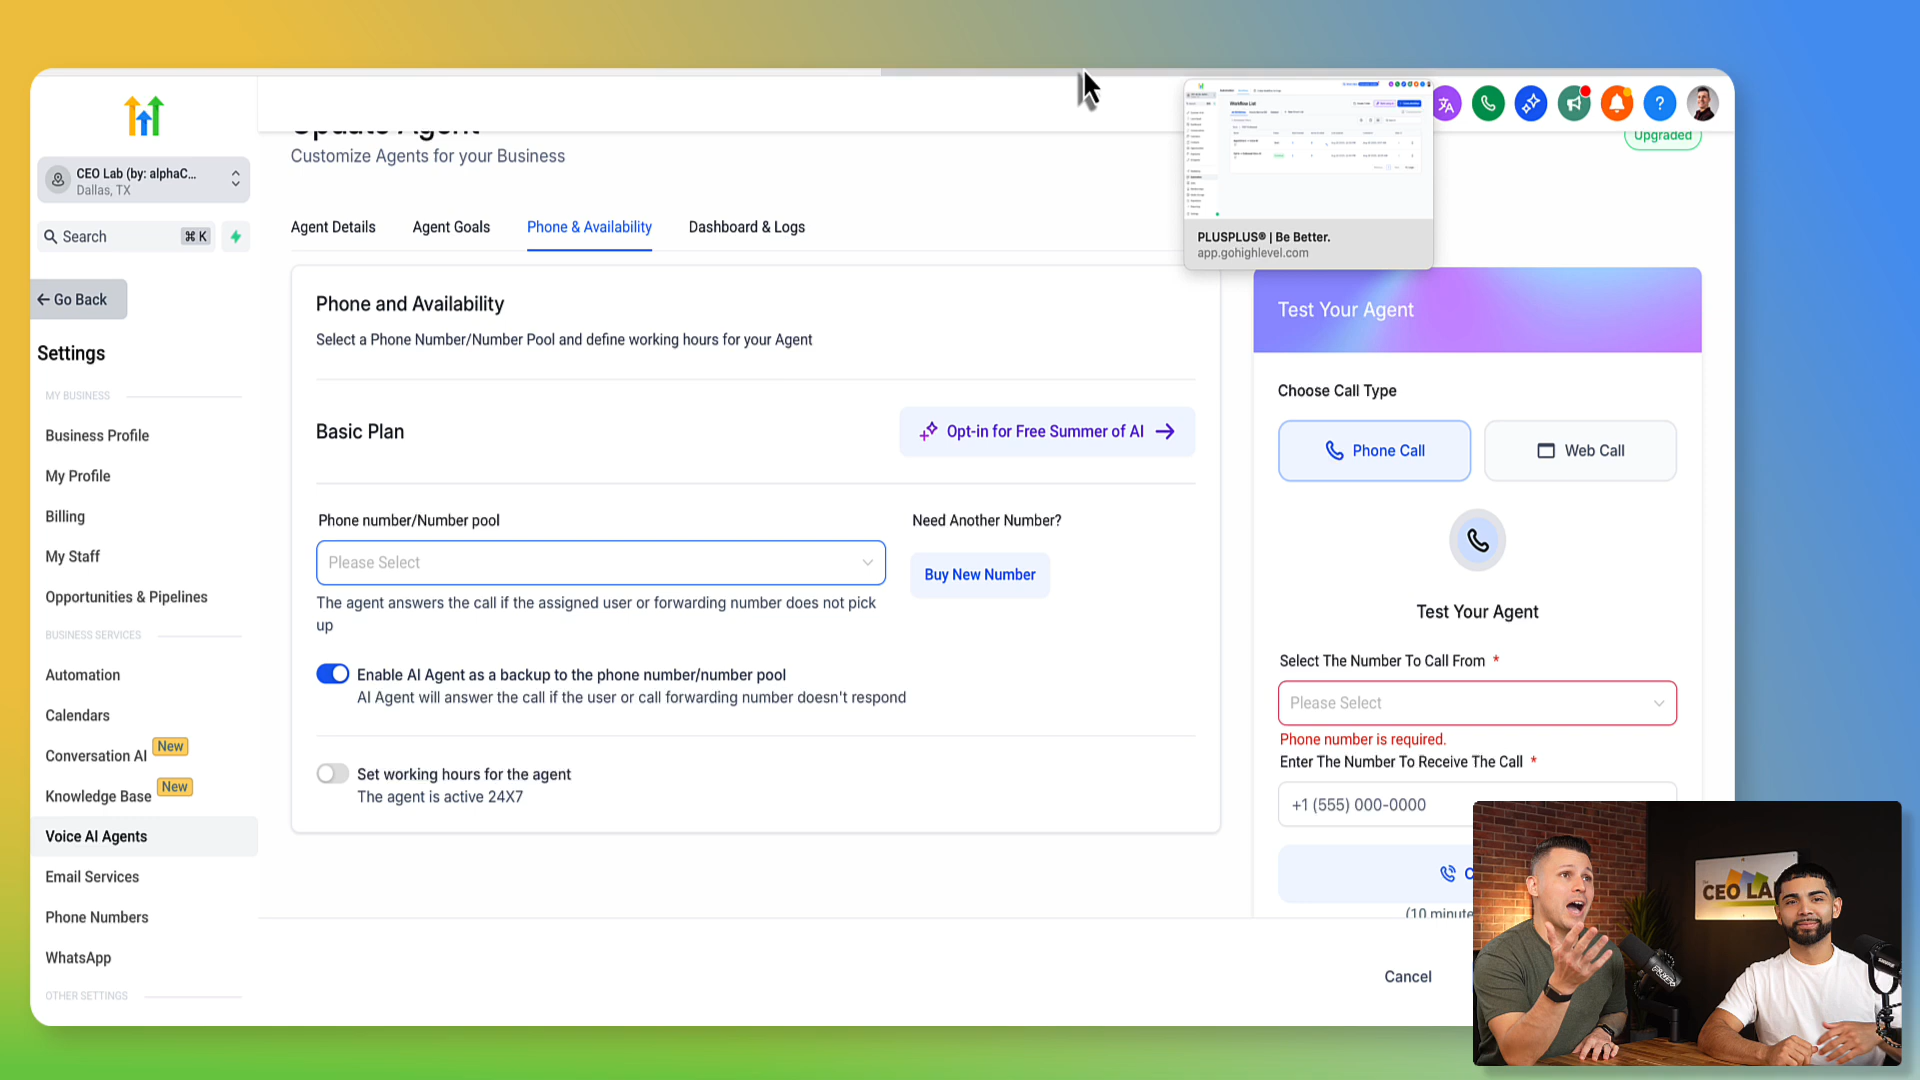 Update Agent
Customize Agents for your Business
CEO Lab (by: alphaC...
Dallas, TX
Search
⌘ K
← Go Back
Settings
MY BUSINESS
Business Profile
My Profile
Billing
My Staff
Opportunities & Pipelines
BUSINESS SERVICES
Automation
Calendars
Conversation AI New
Knowledge Base New
Voice AI Agents
Email Services
Phone Numbers
WhatsApp
OTHER SETTINGS
Agent Details
Agent Goals
Phone & Availability
Dashboard & Logs
Phone and Availability
Select a Phone Number/Number Pool and define working hours for your Agent
Basic Plan
Opt-in for Free Summer of AI
Phone number/Number pool
Please Select
The agent answers the call if the assigned user or forwarding number does not pick
up
Need Another Number?
Buy New Number
Enable AI Agent as a backup to the phone number/number pool
AI Agent will answer the call if the user or call forwarding number doesn't respond
Set working hours for the agent
The agent is active 24X7
Workflow List
PLUSPLUS® | Be Better.
app.gohighlevel.com
?
Upgraded
Test Your Agent
Choose Call Type
Phone Call
Web Call
Test Your Agent
Select The Number To Call From *
Please Select
Phone number is required.
Enter The Number To Receive The Call *
+1 (555) 000-0000
(10 minute
Cancel
CEO LA